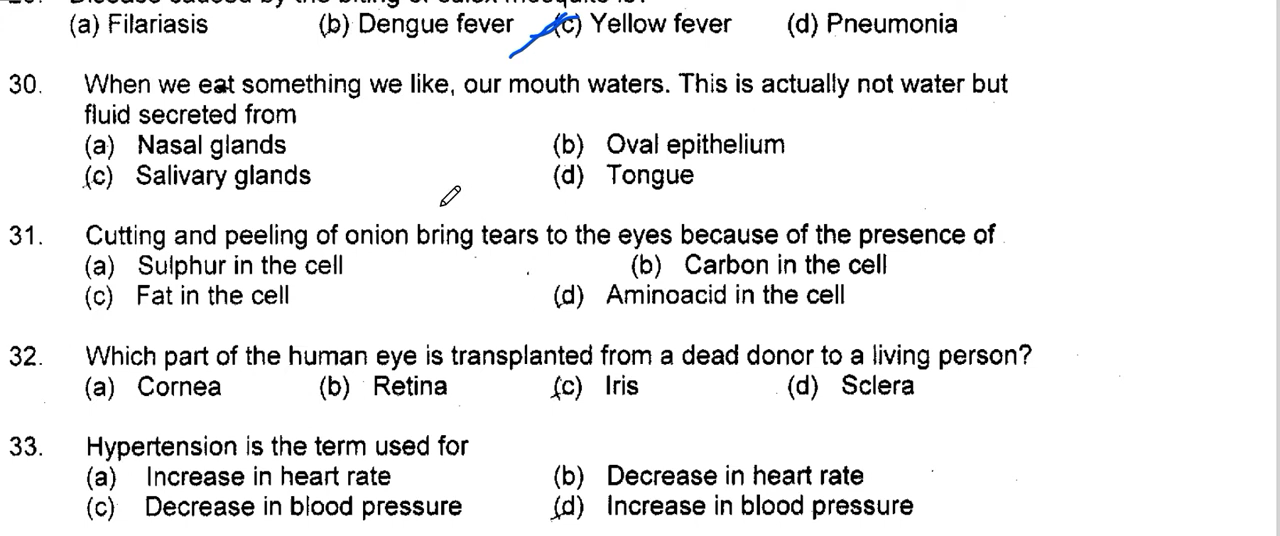 (a) Filariasis (b) Dengue fever (c) Yellow fever (d) Pneumonia
30. When we eat something we like, our mouth waters. This is actually not water but
fluid secreted from
(a) Nasal glands (b) Oval epithelium
(c) Salivary glands (d) Tongue
31. Cutting and peeling of onion bring tears to the eyes because of the presence of
(a) Sulphur in the cell (b) Carbon in the cell
(c) Fat in the cell (d) Aminoacid in the cell
32. Which part of the human eye is transplanted from a dead donor to a living person?
(a) Cornea (b) Retina (c) Iris (d) Sclera
33. Hypertension is the term used for
(a) Increase in heart rate (b) Decrease in heart rate
(c) Decrease in blood pressure (d) Increase in blood pressure